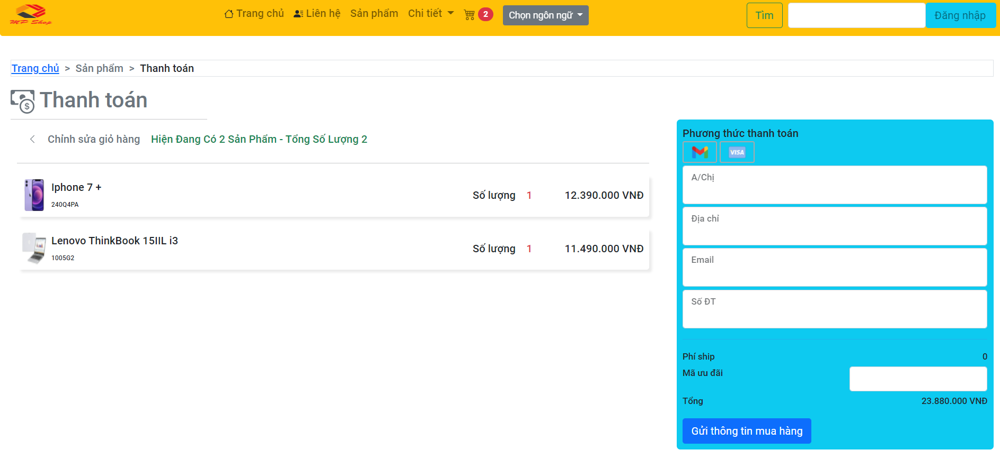 MP Shop
Trang chủ Liên hệ Sản phẩm Chi tiết 2 Chọn ngôn ngữ Tìm Đăng nhập
Trang chủ > Sản phẩm > Thanh toán
$ Thanh toán
Chỉnh sửa giỏ hàng Hiện Đang Có 2 Sản Phẩm - Tổng Số Lượng 2
Iphone 7 +
240Q4PA
Số lượng 1 12.390.000 VNĐ
Lenovo ThinkBook 15IIL i3
1005G2
Số lượng 1 11.490.000 VNĐ
Phương thức thanh toán
VISA
A/Chị
Địa chỉ
Email
Số ĐT
Phí ship 0
Mã ưu đãi
Tổng 23.880.000 VNĐ
Gửi thông tin mua hàng